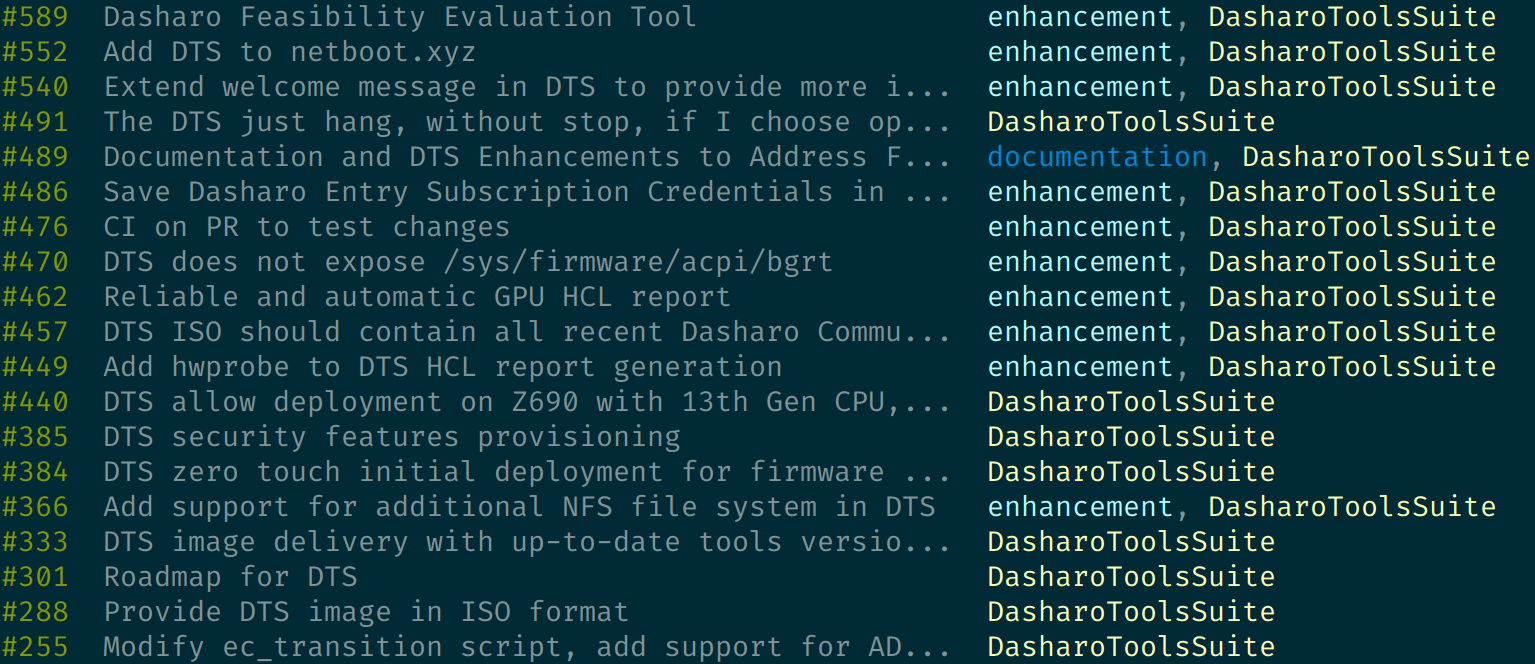 #589 Dasharo Feasibility Evaluation Tool enhancement, DasharoToolsSuite
#552 Add DTS to netboot.xyz enhancement, DasharoToolsSuite
#540 Extend welcome message in DTS to provide more i... enhancement, DasharoToolsSuite
#491 The DTS just hang, without stop, if I choose op... DasharoToolsSuite
#489 Documentation and DTS Enhancements to Address F... documentation, DasharoToolsSuite
#486 Save Dasharo Entry Subscription Credentials in ... enhancement, DasharoToolsSuite
#476 CI on PR to test changes enhancement, DasharoToolsSuite
#470 DTS does not expose /sys/firmware/acpi/bgrt enhancement, DasharoToolsSuite
#462 Reliable and automatic GPU HCL report enhancement, DasharoToolsSuite
#457 DTS ISO should contain all recent Dasharo Commu... enhancement, DasharoToolsSuite
#449 Add hwprobe to DTS HCL report generation enhancement, DasharoToolsSuite
#440 DTS allow deployment on Z690 with 13th Gen CPU,... DasharoToolsSuite
#385 DTS security features provisioning DasharoToolsSuite
#384 DTS zero touch initial deployment for firmware ... DasharoToolsSuite
#366 Add support for additional NFS file system in DTS enhancement, DasharoToolsSuite
#333 DTS image delivery with up-to-date tools versio... DasharoToolsSuite
#301 Roadmap for DTS DasharoToolsSuite
#288 Provide DTS image in ISO format DasharoToolsSuite
#255 Modify ec_transition script, add support for AD... DasharoToolsSuite